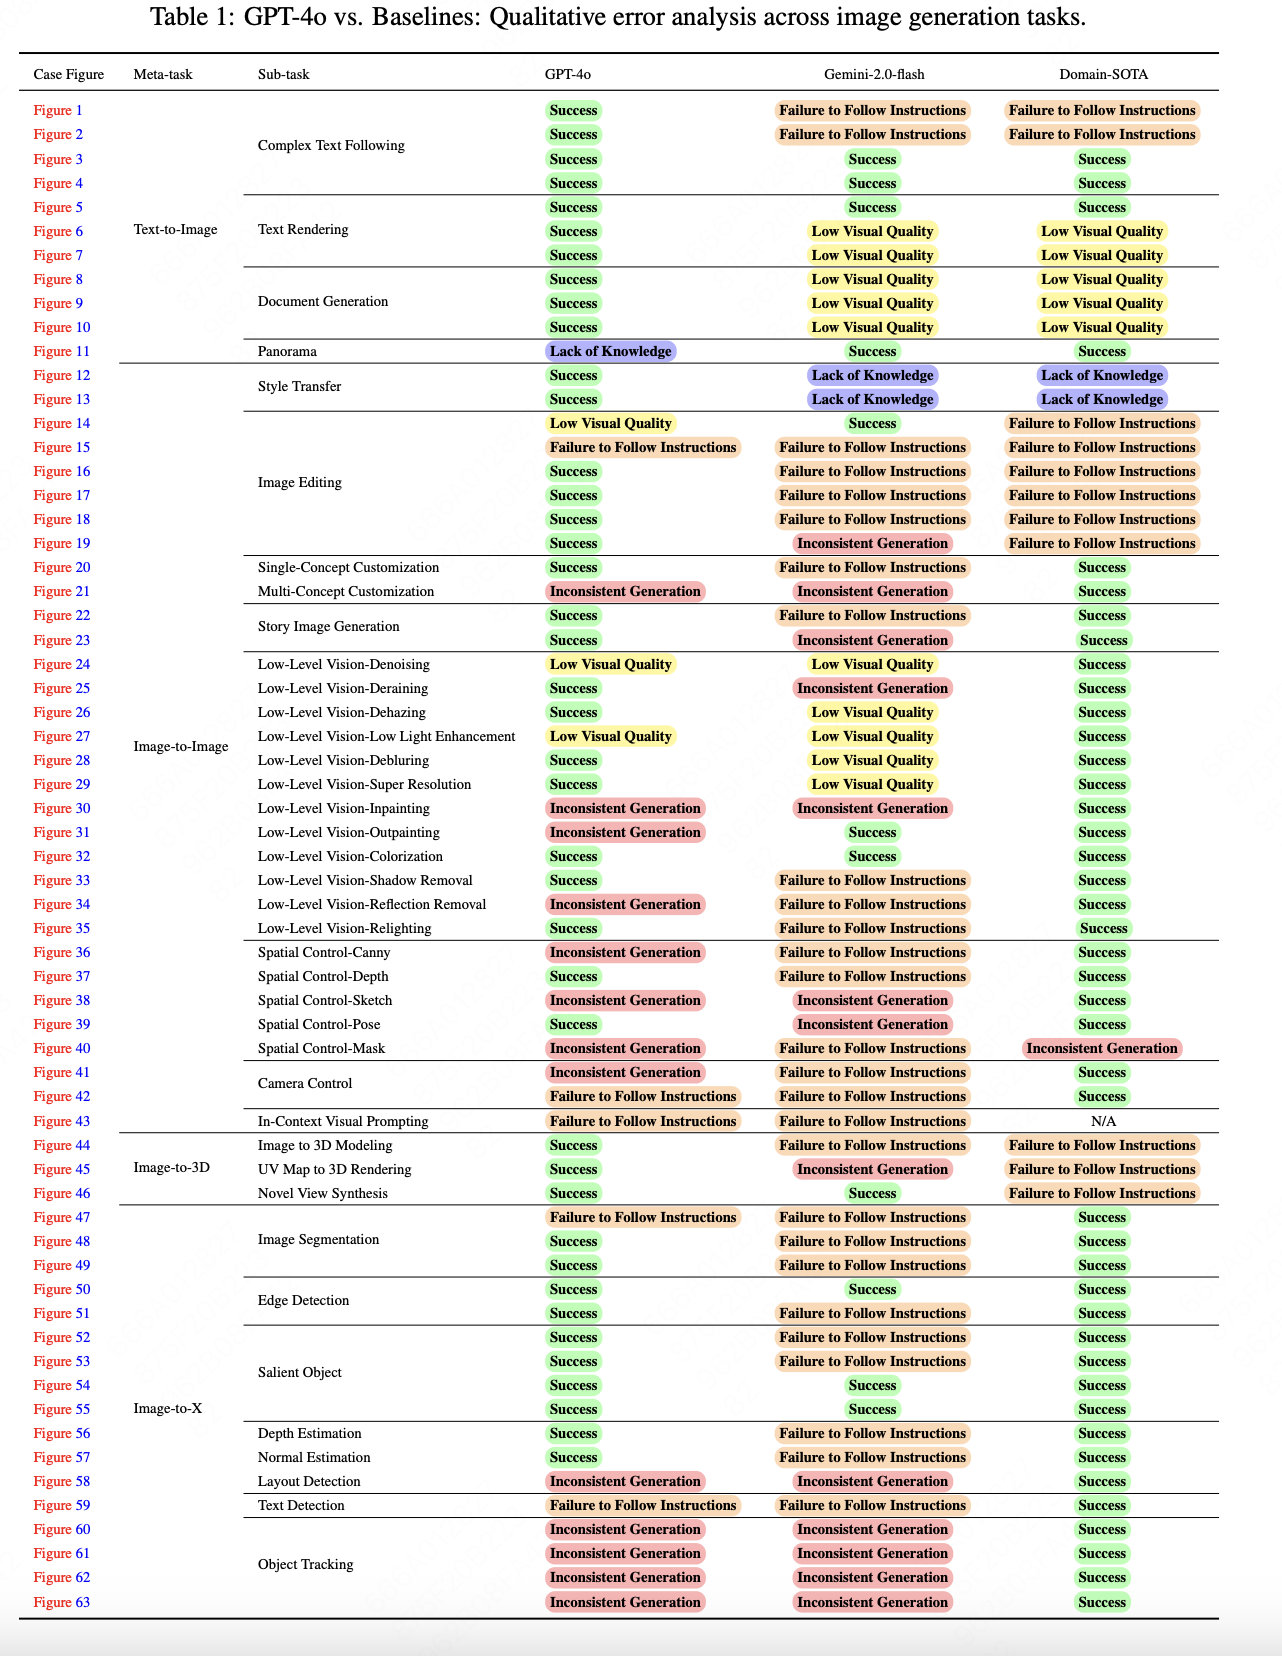 Table 1: GPT-4o vs. Baselines: Qualitative error analysis across image generation tasks.
Case Figure Meta-task Sub-task GPT-4o Gemini-2.0-flash Domain-SOTA
Figure 1 Success Failure to Follow Instructions Failure to Follow Instructions
Figure 2 Success Failure to Follow Instructions Failure to Follow Instructions
Complex Text Following
Figure 3 Success Success Success
Figure 4 Success Success Success
Figure 5 Success Success Success
Figure 6 Text-to-Image Text Rendering Success Low Visual Quality Low Visual Quality
Figure 7 Success Low Visual Quality Low Visual Quality
Figure 8 Success Low Visual Quality Low Visual Quality
Figure 9 Document Generation Success Low Visual Quality Low Visual Quality
Figure 10 Success Low Visual Quality Low Visual Quality
Figure 11 Panorama Lack of Knowledge Success Success
Figure 12 Success Lack of Knowledge Lack of Knowledge
Style Transfer
Figure 13 Success Lack of Knowledge Lack of Knowledge
Figure 14 Low Visual Quality Success Failure to Follow Instructions
Figure 15 Failure to Follow Instructions Failure to Follow Instructions Failure to Follow Instructions
Figure 16 Success Failure to Follow Instructions Failure to Follow Instructions
Image Editing
Figure 17 Success Failure to Follow Instructions Failure to Follow Instructions
Figure 18 Success Failure to Follow Instructions Failure to Follow Instructions
Figure 19 Success Inconsistent Generation Failure to Follow Instructions
Figure 20 Single-Concept Customization Success Failure to Follow Instructions Success
Figure 21 Multi-Concept Customization Inconsistent Generation Inconsistent Generation Success
Figure 22 Success Failure to Follow Instructions Success
Story Image Generation
Figure 23 Success Inconsistent Generation Success
Figure 24 Low-Level Vision-Denoising Low Visual Quality Low Visual Quality Success
Figure 25 Low-Level Vision-Deraining Success Inconsistent Generation Success
Figure 26 Low-Level Vision-Dehazing Success Low Visual Quality Success
Figure 27 Low-Level Vision-Low Light Enhancement Low Visual Quality Low Visual Quality Success
Image-to-Image
Figure 28 Low-Level Vision-Debluring Success Low Visual Quality Success
Figure 29 Low-Level Vision-Super Resolution Success Low Visual Quality Success
Figure 30 Low-Level Vision-Inpainting Inconsistent Generation Inconsistent Generation Success
Figure 31 Low-Level Vision-Outpainting Inconsistent Generation Success Success
Figure 32 Low-Level Vision-Colorization Success Success Success
Figure 33 Low-Level Vision-Shadow Removal Success Failure to Follow Instructions Success
Figure 34 Low-Level Vision-Reflection Removal Inconsistent Generation Failure to Follow Instructions Success
Figure 35 Low-Level Vision-Relighting Success Failure to Follow Instructions Success
Figure 36 Spatial Control-Canny Inconsistent Generation Failure to Follow Instructions Success
Figure 37 Spatial Control-Depth Success Failure to Follow Instructions Success
Figure 38 Spatial Control-Sketch Inconsistent Generation Inconsistent Generation Success
Figure 39 Spatial Control-Pose Success Inconsistent Generation Success
Figure 40 Spatial Control-Mask Inconsistent Generation Failure to Follow Instructions Inconsistent Generation
Figure 41 Inconsistent Generation Failure to Follow Instructions Success
Camera Control
Figure 42 Failure to Follow Instructions Failure to Follow Instructions Success
Figure 43 In-Context Visual Prompting Failure to Follow Instructions Failure to Follow Instructions N/A
Figure 44 Image to 3D Modeling Success Failure to Follow Instructions Failure to Follow Instructions
Figure 45 Image-to-3D UV Map to 3D Rendering Success Inconsistent Generation Failure to Follow Instructions
Figure 46 Novel View Synthesis Success Success Failure to Follow Instructions
Figure 47 Failure to Follow Instructions Failure to Follow Instructions Success
Figure 48 Image Segmentation Success Failure to Follow Instructions Success
Figure 49 Success Failure to Follow Instructions Success
Figure 50 Success Success Success
Edge Detection
Figure 51 Success Failure to Follow Instructions Success
Figure 52 Success Failure to Follow Instructions Success
Figure 53 Success Failure to Follow Instructions Success
Salient Object
Figure 54 Success Success Success
Figure 55 Image-to-X Success Success Success
Figure 56 Depth Estimation Success Failure to Follow Instructions Success
Figure 57 Normal Estimation Success Failure to Follow Instructions Success
Figure 58 Layout Detection Inconsistent Generation Inconsistent Generation Success
Figure 59 Text Detection Failure to Follow Instructions Failure to Follow Instructions Success
Figure 60 Inconsistent Generation Inconsistent Generation Success
Figure 61 Inconsistent Generation Inconsistent Generation Success
Object Tracking
Figure 62 Inconsistent Generation Inconsistent Generation Success
Figure 63 Inconsistent Generation Inconsistent Generation Success